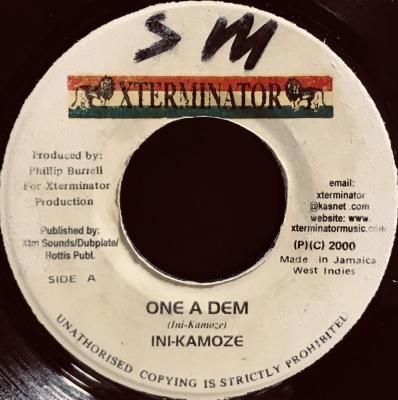 S M
XTERMINATOR
Produced by:
Phillip Burrell
For Xterminator
Production
Published by:
Xtm Sounds/Dubplate/
Hottis Publ.
SIDE A
email:
xterminator
@kasnet .com
website: www.
xterminatormusic.com
(P)(C) 2000
Made in Jamaica
West Indies
ONE A DEM
(Ini-Kamoze)
INI-KAMOZE
UNAUTHORISED COPYING IS STRICTLY PROHIBITED